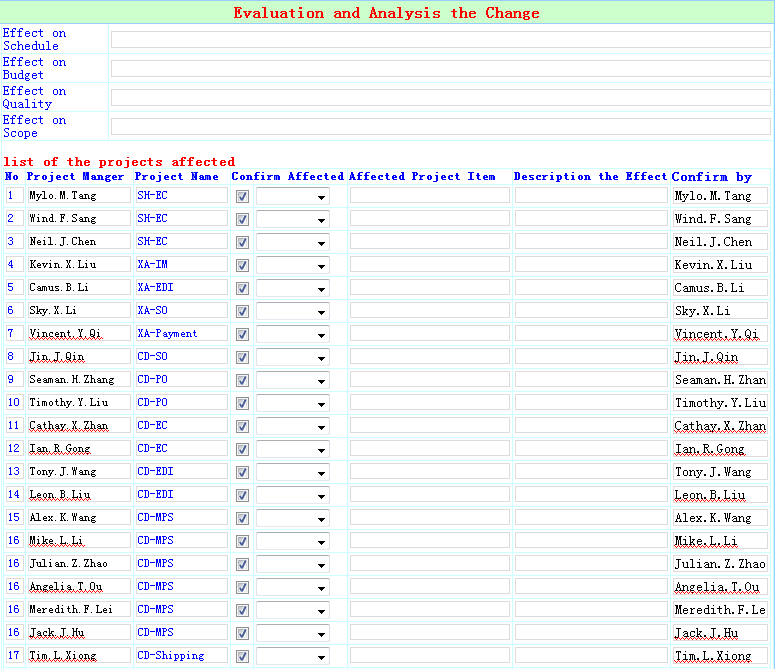 Evaluation and Analysis the Change
Effect on
Schedule
Effect on
Budget
Effect on
Quality
Effect on
Scope
list of the projects affected
No Project Manger Project Name Confirm Affected Affected Project Item Description the Effect Confirm by
1 Mylo.M.Tang SH-EC Mylo.M.Tang
2 Wind.F.Sang SH-EC Wind.F.Sang
3 Neil.J.Chen SH-EC Neil.J.Chen
4 Kevin.X.Liu XA-IM Kevin.X.Liu
5 Camus.B.Li XA-EDI Camus.B.Li
6 Sky.X.Li XA-SO Sky.X.Li
7 Vincent.Y.Qi XA-Payment Vincent.Y.Qi
8 Jin.J.Qin CD-SO Jin.J.Qin
9 Seaman.H.Zhang CD-PO Seaman.H.Zhan
10 Timothy.Y.Liu CD-PO Timothy.Y.Liu
11 Cathay.X.Zhan CD-EC Cathay.X.Zhan
12 Ian.R.Gong CD-EC Ian.R.Gong
13 Tony.J.Wang CD-EDI Tony.J.Wang
14 Leon.B.Liu CD-EDI Leon.B.Liu
15 Alex.K.Wang CD-MPS Alex.K.Wang
16 Mike.L.Li CD-MPS Mike.L.Li
16 Julian.Z.Zhao CD-MPS Julian.Z.Zhao
16 Angelia.T.Ou CD-MPS Angelia.T.Ou
16 Meredith.F.Lei CD-MPS Meredith.F.Le
16 Jack.J.Hu CD-MPS Jack.J.Hu
17 Tim.L.Xiong CD-Shipping Tim.L.Xiong